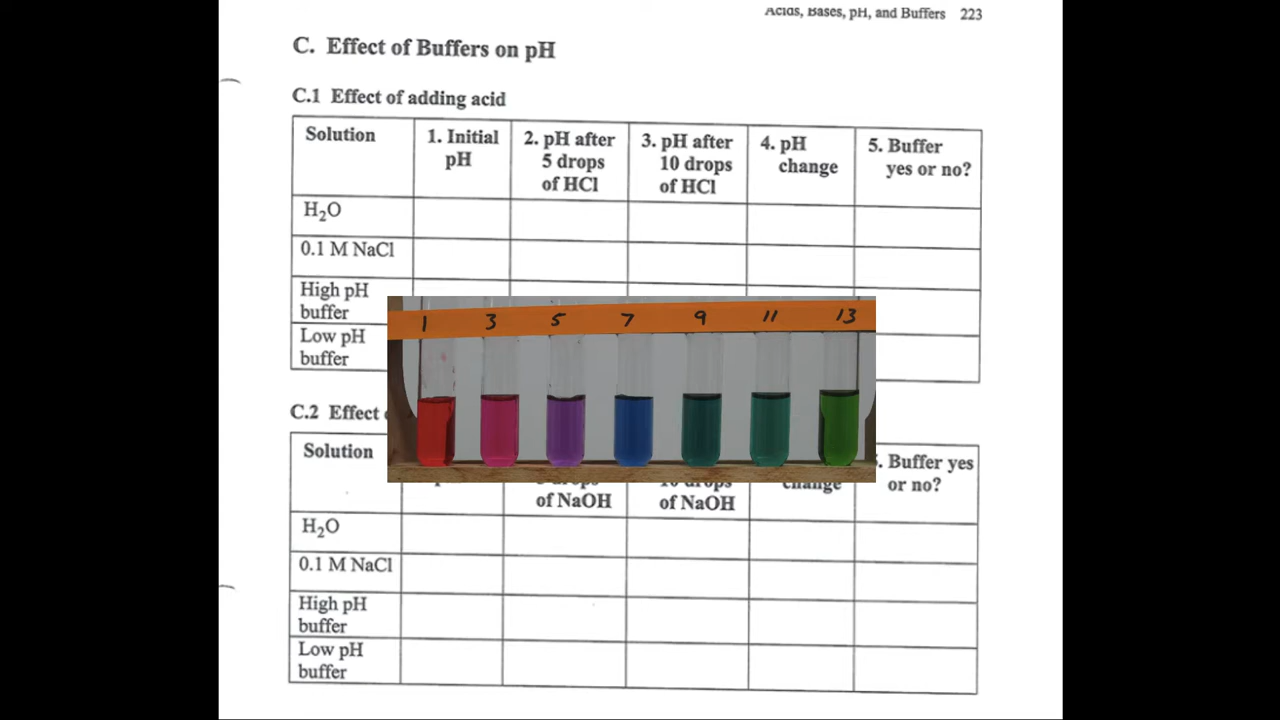 Acids, Bases, pH, and Buffers 223
C. Effect of Buffers on pH
C.1 Effect of adding acid
Solution
1. Initial pH
2. pH after 5 drops of HCl
3. pH after 10 drops of HCl
4. pH change
5. Buffer yes or no?
H₂O
0.1 M NaCl
High pH
buffer
Low pH
buffer
1 3 5 7 9 11 13
C.2 Effect
Solution
of NaOH
10 drops
of NaOH
change
. Buffer yes
or no?
H₂O
0.1 M NaCl
High pH
buffer
Low pH
buffer